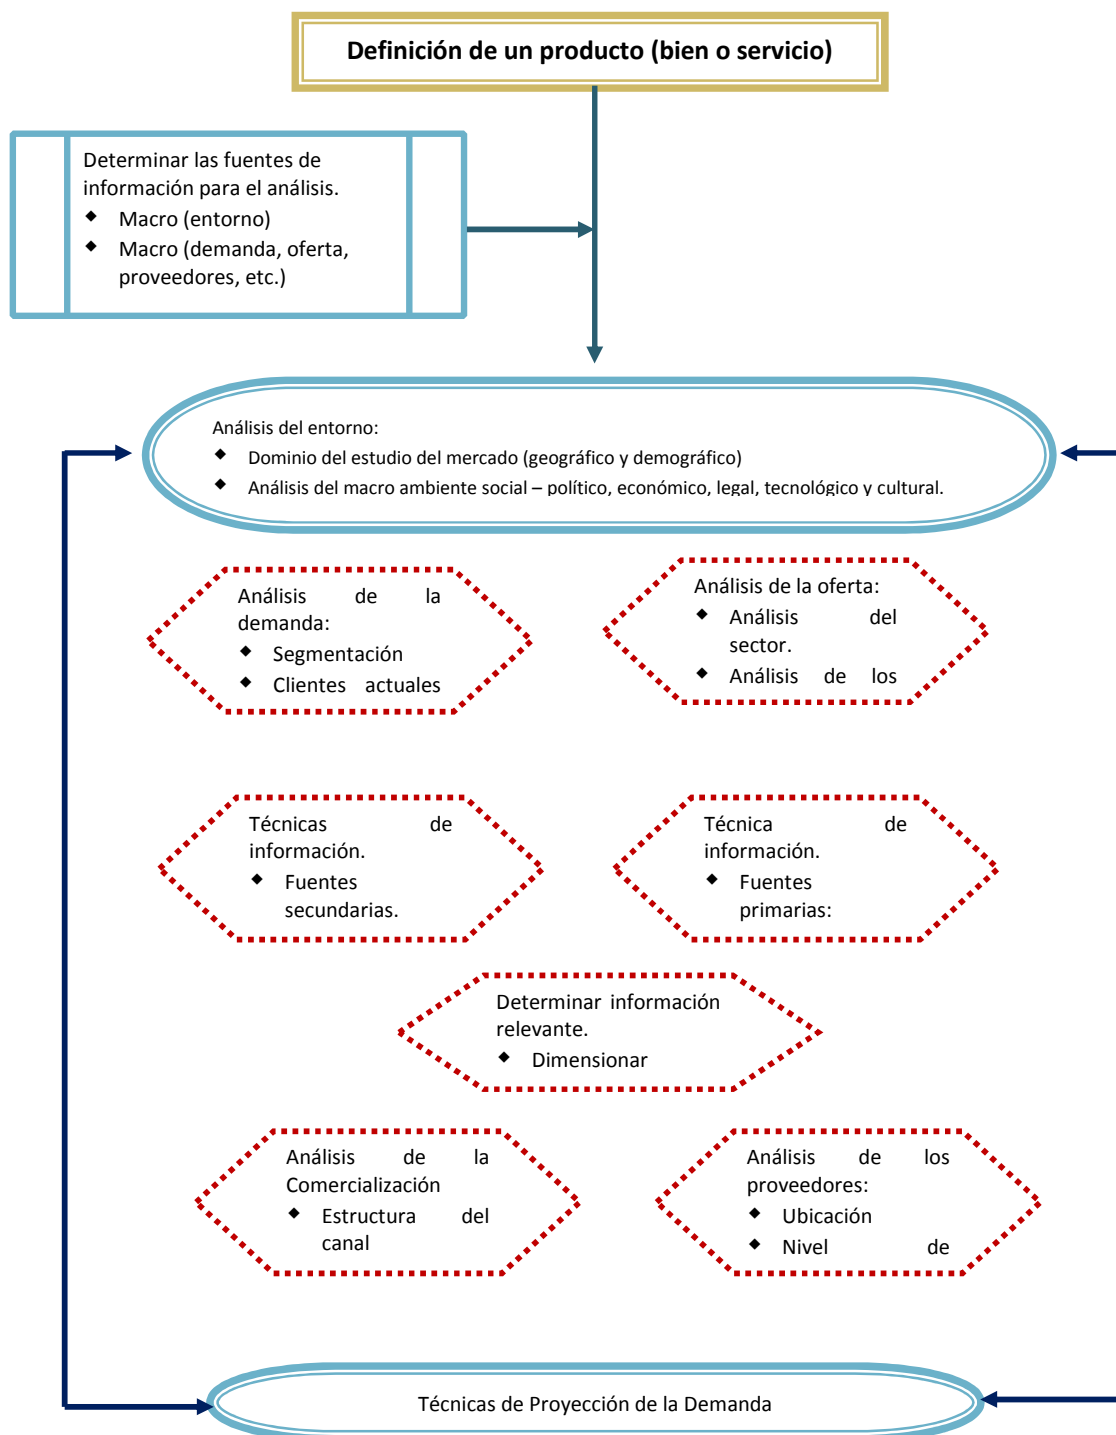 Definición de un producto (bien o servicio)
Determinar las fuentes de
información para el análisis.
◆ Macro (entorno)
◆ Macro (demanda, oferta,
proveedores, etc.)
Análisis del entorno:
◆ Dominio del estudio del mercado (geográfico y demográfico)
◆ Análisis del macro ambiente social – político, económico, legal, tecnológico y cultural.
Análisis de la
demanda:
◆ Segmentación
◆ Clientes actuales
Análisis de la oferta:
◆ Análisis del
sector.
◆ Análisis de los
Técnicas de
información.
◆ Fuentes
secundarias.
Técnica de
información.
◆ Fuentes
primarias:
Determinar información
relevante.
◆ Dimensionar
Análisis de la
Comercialización
◆ Estructura del
canal
Análisis de los
proveedores:
◆ Ubicación
◆ Nivel de
Técnicas de Proyección de la Demanda